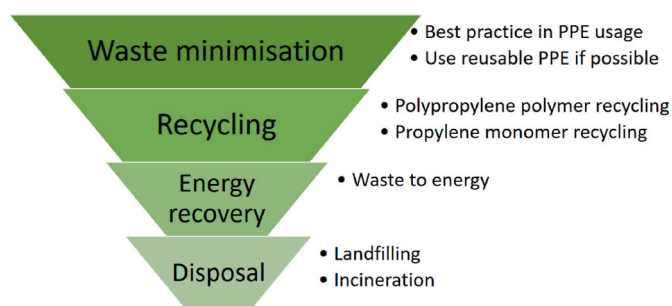 Waste minimisation
• Best practice in PPE usage
• Use reusable PPE if possible
Recycling
• Polypropylene polymer recycling
• Propylene monomer recycling
Energy
recovery
• Waste to energy
Disposal
• Landfilling
• Incineration